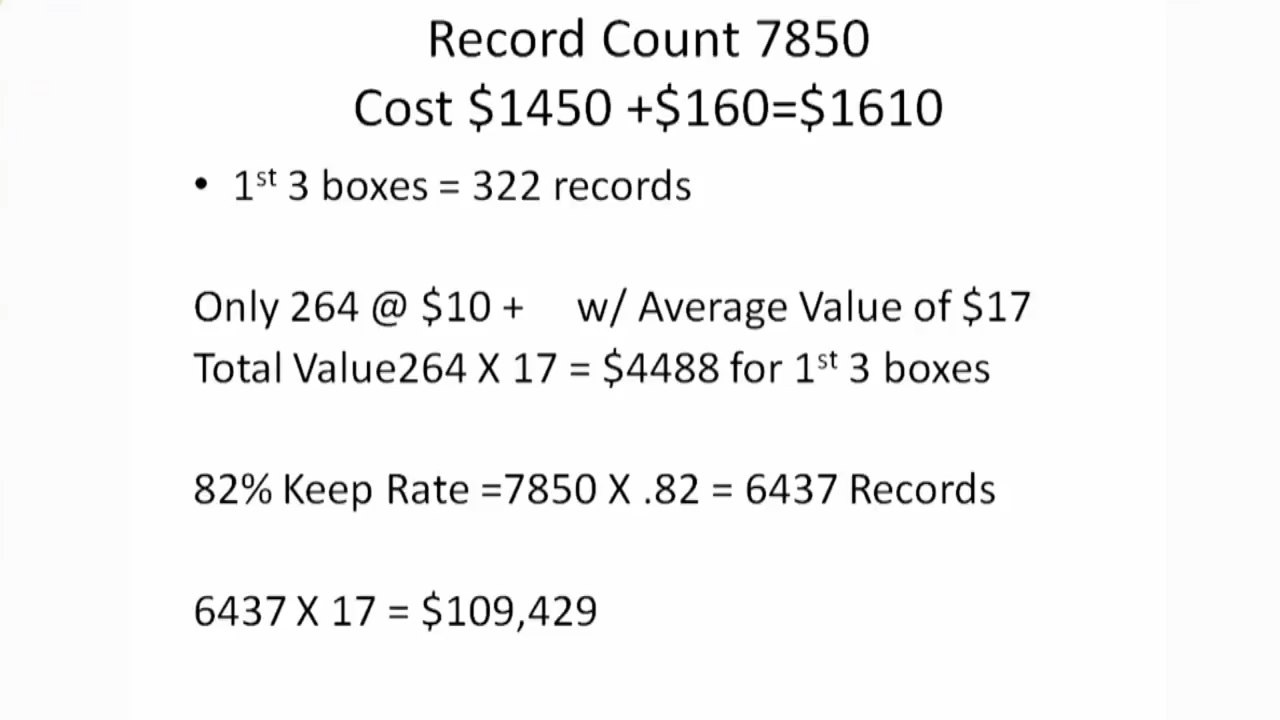 Record Count 7850
Cost $1450 +$160=$1610
• 1st 3 boxes = 322 records
Only 264 @ $10 + w/ Average Value of $17
Total Value264 X 17 = $4488 for 1st 3 boxes
82% Keep Rate =7850 X .82 = 6437 Records
6437 X 17 = $109,429